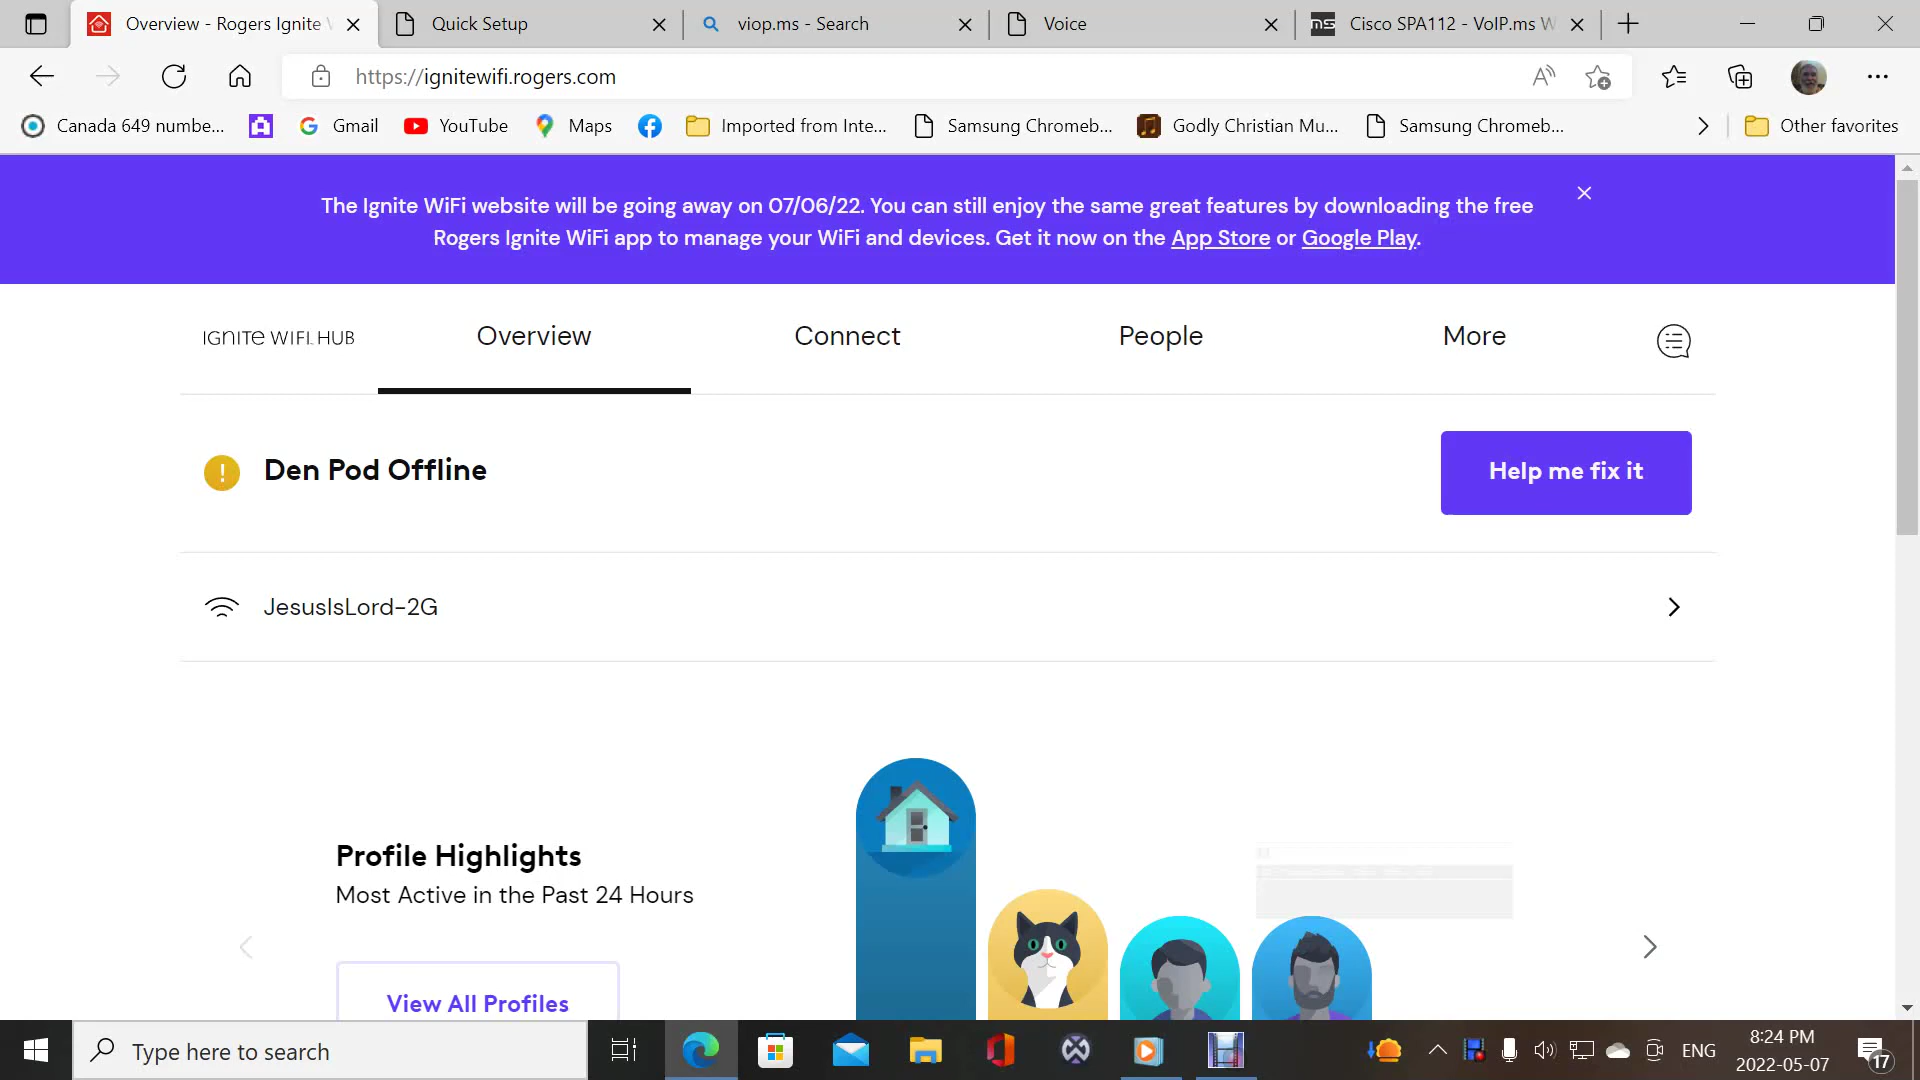 Overview - Rogers Ignite
Quick Setup
viop.ms - Search
Voice
Cisco SPA112 - VoIP.ms W
https://ignitewifi.rogers.com
Canada 649 numbe...
Gmail
YouTube
Maps
Imported from Inte...
Samsung Chromeb...
Godly Christian Mu...
Samsung Chromeb...
Other favorites
The Ignite WiFi website will be going away on 07/06/22. You can still enjoy the same great features by downloading the free
Rogers Ignite WiFi app to manage your WiFi and devices. Get it now on the App Store or Google Play.
IGNITE WIFI HUB
Overview
Connect
People
More
Den Pod Offline
Help me fix it
JesusIsLord-2G
Profile Highlights
Most Active in the Past 24 Hours
View All Profiles
Type here to search
ENG
8:24 PM
2022-05-07
17